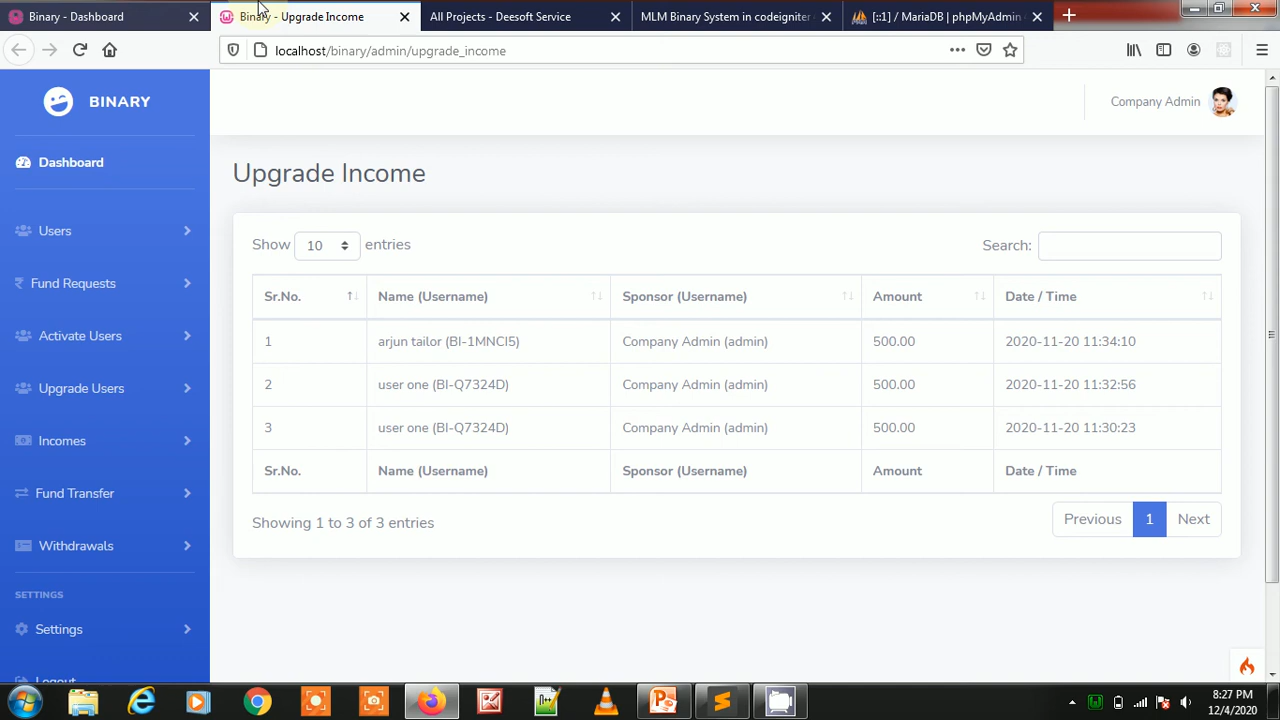 Binary - Dashboard
Binary - Upgrade Income
All Projects - Deesoft Service
MLM Binary System in codeigniter
[::1] / MariaDB | phpMyAdmin
localhost/binary/admin/upgrade_income
BINARY
Company Admin
Dashboard
Upgrade Income
Users
Show 10 entries
Search:
Fund Requests
Sr.No. Name (Username) Sponsor (Username) Amount Date / Time
Activate Users
1 arjun tailor (BI-1MNCI5) Company Admin (admin) 500.00 2020-11-20 11:34:10
Upgrade Users
2 user one (BI-Q7324D) Company Admin (admin) 500.00 2020-11-20 11:32:56
Incomes
3 user one (BI-Q7324D) Company Admin (admin) 500.00 2020-11-20 11:30:23
Sr.No. Name (Username) Sponsor (Username) Amount Date / Time
Fund Transfer
Showing 1 to 3 of 3 entries
Previous 1 Next
Withdrawals
SETTINGS
Settings
Logout
8:27 PM
12/4/2020